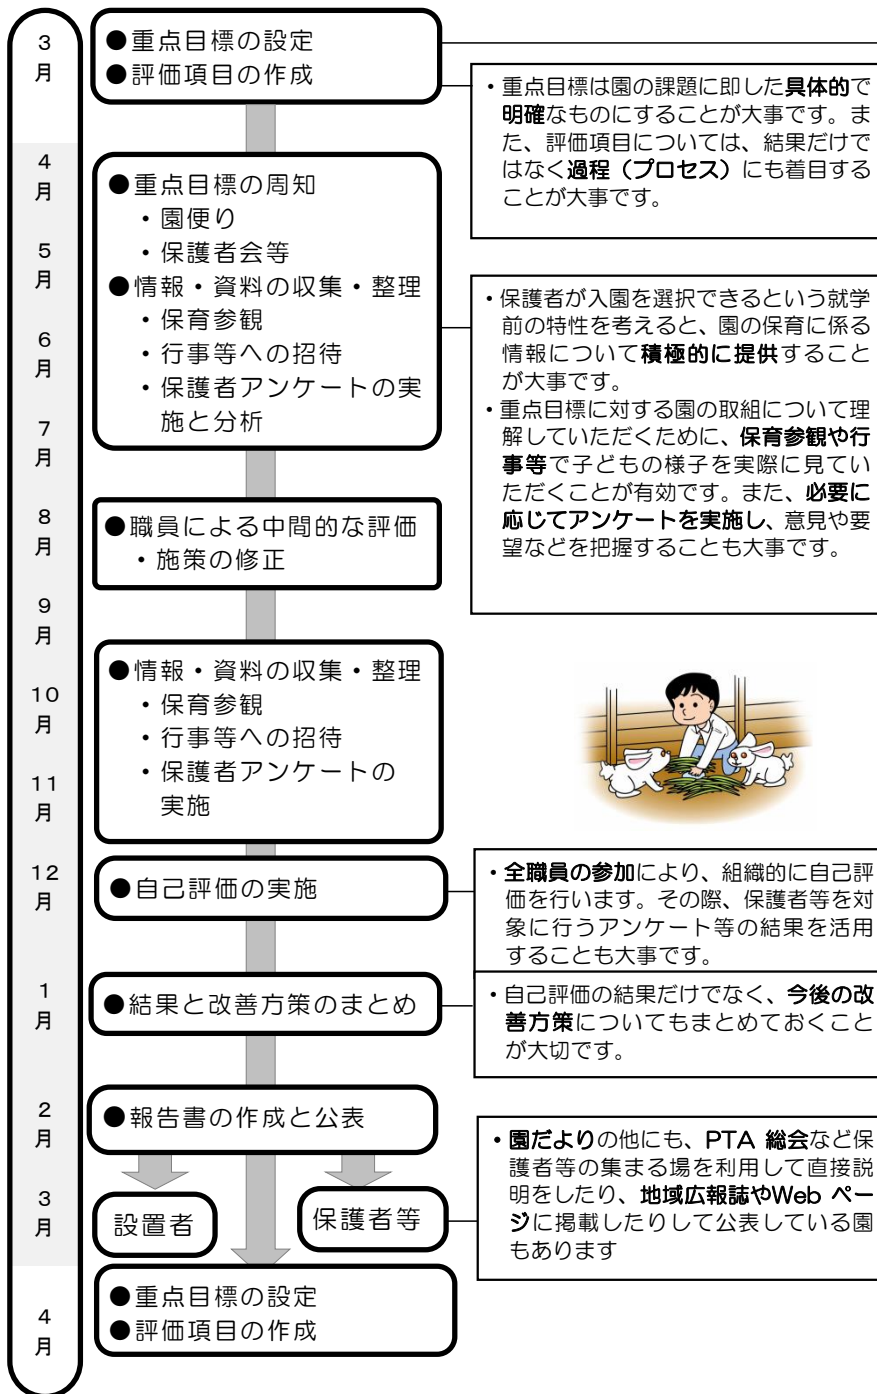 3
月
●重点目標の設定
●評価項目の作成
・重点目標は園の課題に即した具体的で
明確なものにすることが大事です。ま
た、評価項目については、結果だけで
はなく過程（プロセス）にも着目する
ことが大事です。
4
月
5
月
6
月
7
月
●重点目標の周知
・園便り
・保護者会等
●情報・資料の収集・整理
・保育参観
・行事等への招待
・保護者アンケートの実
施と分析
・保護者が入園を選択できるという就学
前の特性を考えると、園の保育に係る
情報について積極的に提供すること
が大事です。
・重点目標に対する園の取組について理
解していただくために、保育参観や行
事等で子どもの様子を実際に見てい
ただくことが有効です。また、必要に
応じてアンケートを実施し、意見や要
望などを把握することも大事です。
8
月
●職員による中間的な評価
・施策の修正
9
月
10
月
11
月
●情報・資料の収集・整理
・保育参観
・行事等への招待
・保護者アンケートの
実施
12
月
●自己評価の実施
・全職員の参加により、組織的に自己評
価を行います。その際、保護者等を対
象に行うアンケート等の結果を活用
することも大事です。
1
月
●結果と改善方策のまとめ
・自己評価の結果だけでなく、今後の改
善方策についてもまとめておくこと
が大切です。
2
月
●報告書の作成と公表
3
月
設置者
保護者等
・園だよりの他にも、PTA 総会など保
護者等の集まる場を利用して直接説
明をしたり、地域広報誌やWeb ペー
ジに掲載したりして公表している園
もあります
4
月
●重点目標の設定
●評価項目の作成